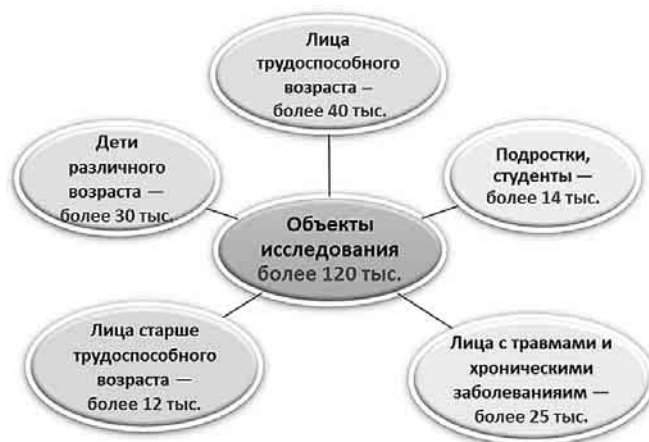 Лица
трудоспособного
возраста —
более 40 тыс.
Дети
различного
возраста —
более 30 тыс.
Подростки,
студенты —
более 14 тыс.
Объекты
исследования
более 120 тыс.
Лица старше
трудоспособного
возраста —
более 12 тыс.
Лица с травмами и
хроническими
заболеванияим —
более 25 тыс.